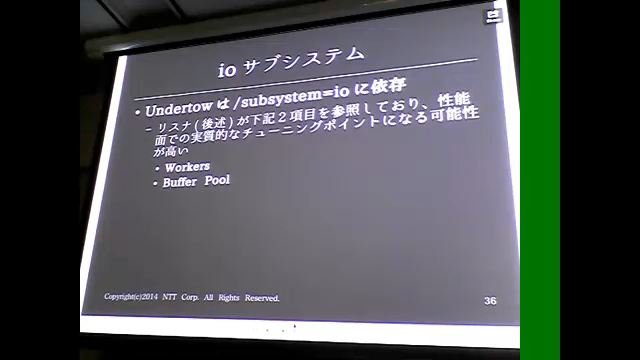 io サブシステム
• Undertow は /subsystem=io に依存
– リスナ(後述)が下記２項目を参照しており、性能
面での実質的なチューニングポイントになる可能性
が高い
• Workers
• Buffer Pool
Copyright(c)2014 NTT Corp. All Rights Reserved.
36